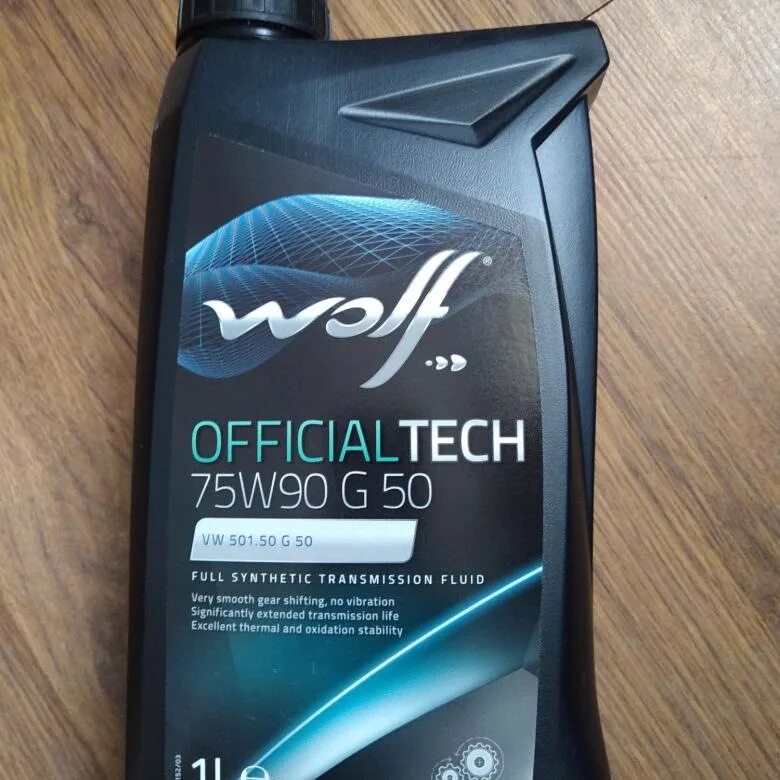 wolf®
OFFICIALTECH
75W90 G 50
VW 501.50 G 50
FULL SYNTHETIC TRANSMISSION FLUID
Very smooth gear shifting, no vibration
Significantly extended transmission life
Excellent thermal and oxidation stability
1L e